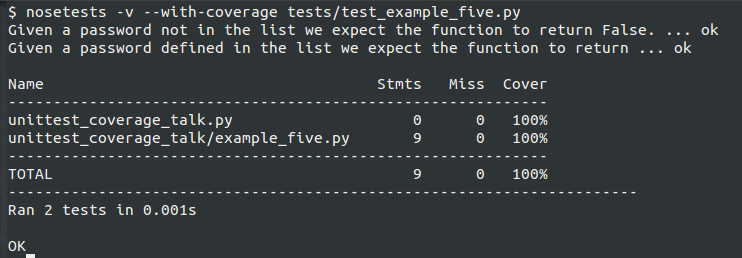 $ nosetests -v --with-coverage tests/test_example_five.py
Given a password not in the list we expect the function to return False. ... ok
Given a password defined in the list we expect the function to return ... ok
Name                                     Stmts   Miss  Cover
------------------------------------------------------------
unittest_coverage_talk.py                    0      0   100%
unittest_coverage_talk/example_five.py       9      0   100%
------------------------------------------------------------
TOTAL                                        9      0   100%
----------------------------------------------------------------------
Ran 2 tests in 0.001s
OK